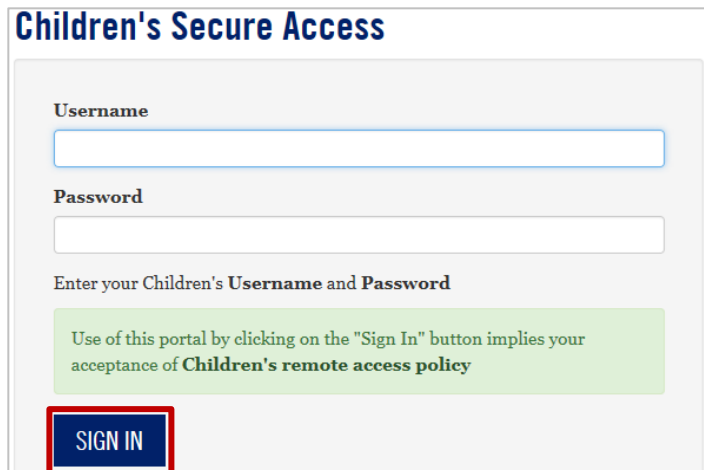 Children's Secure Access
Username
Password
Enter your Children's Username and Password
Use of this portal by clicking on the "Sign In" button implies your
acceptance of Children's remote access policy
SIGN IN